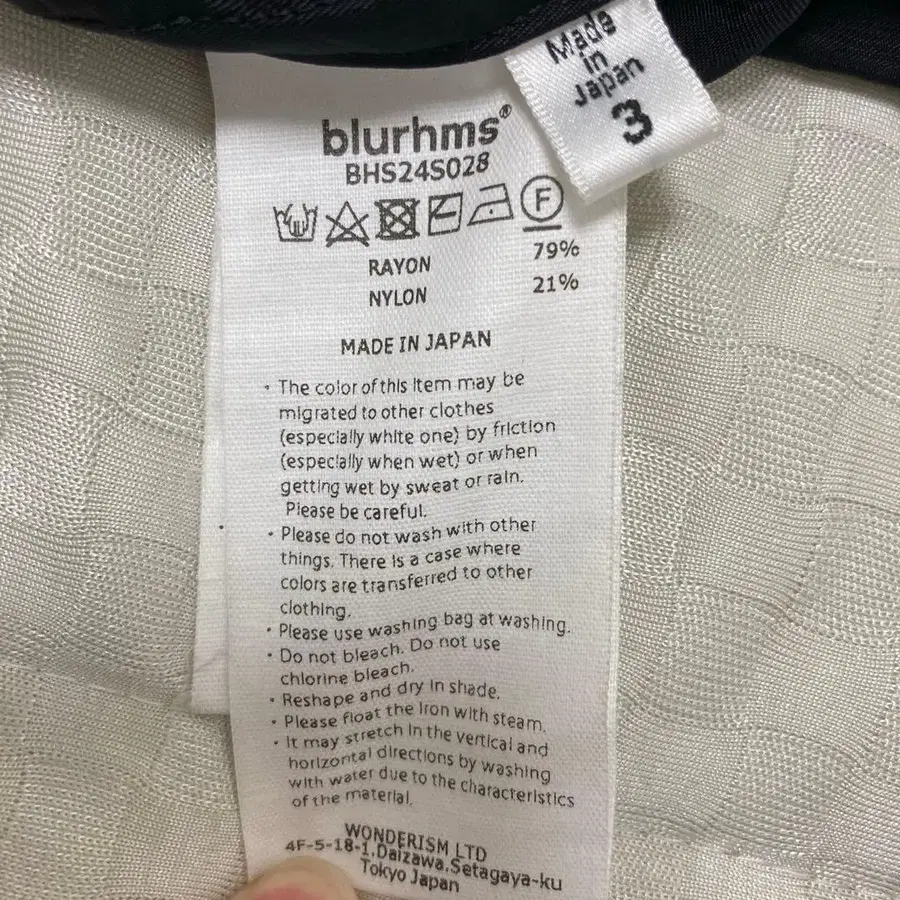 Made
in
Japan
3
blurhms®
BHS24S028
F
RAYON 79%
NYLON 21%
MADE IN JAPAN
・The color of this item may be
migrated to other clothes
(especially white one) by friction
(especially when wet) or when
getting wet by sweat or rain.
Please be careful.
・Please do not wash with other
things. There is a case where
colors are transferred to other
clothing.
・Please use washing bag at washing.
・Do not bleach. Do not use
chlorine bleach.
・Reshape and dry in shade.
・Please float the iron with steam.
・It may stretch in the vertical and
horizontal directions by washing
with water due to the characteristics
of the material.
WONDERISM LTD
4F-5-18-1.Daizawa.Setagaya-ku
Tokyo Japan